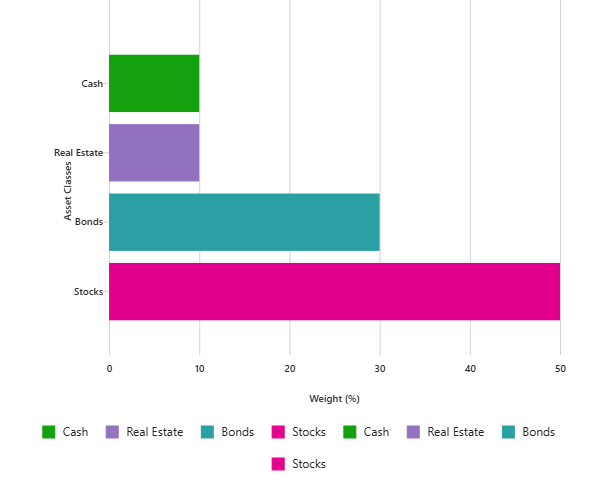 Cash
Real Estate
Asset Classes
Bonds
Stocks
0 10 20 30 40 50
Weight (%)
Cash Real Estate Bonds Stocks Cash Real Estate Bonds
Stocks